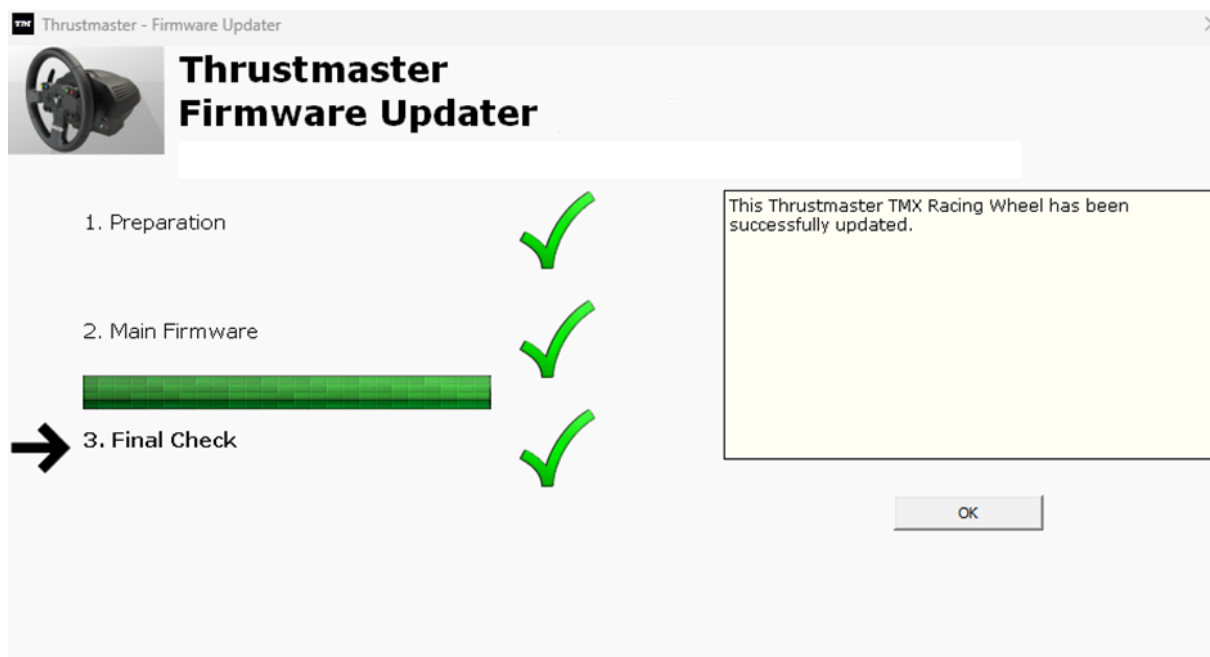 TM Thrustmaster - Firmware Updater
Thrustmaster
Firmware Updater
1. Preparation
2. Main Firmware
3. Final Check
This Thrustmaster TMX Racing Wheel has been
successfully updated.
OK